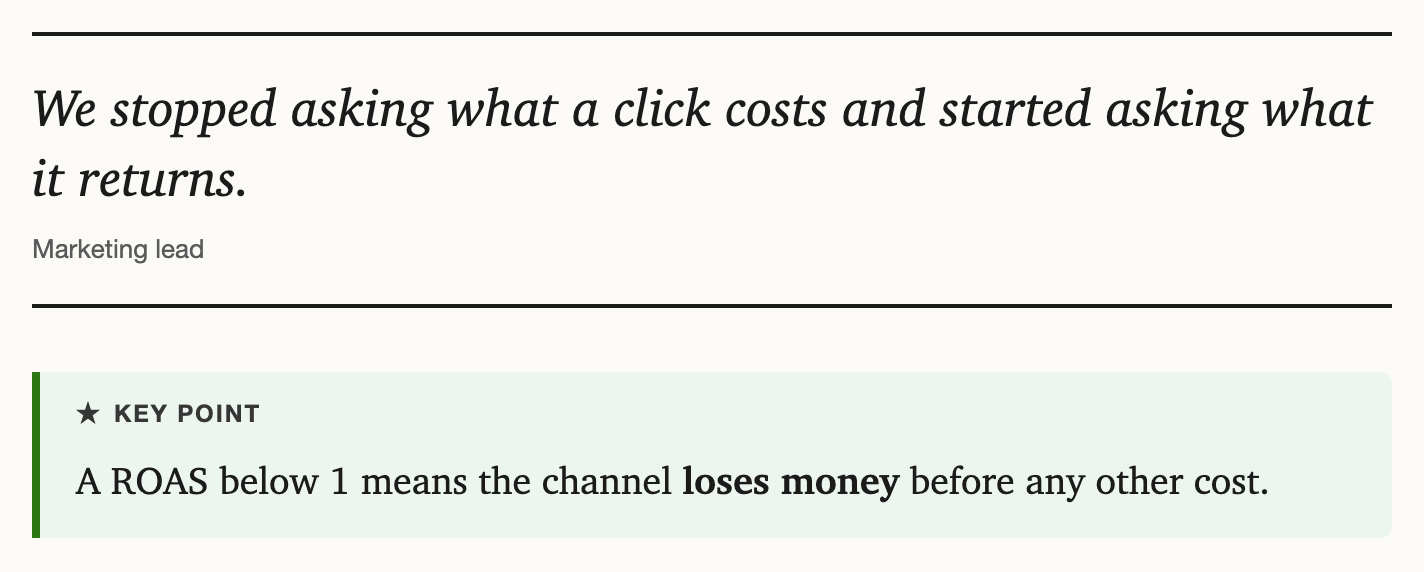 We stopped asking what a click costs and started asking what
it returns.
Marketing lead
★ KEY POINT
A ROAS below 1 means the channel loses money before any other cost.